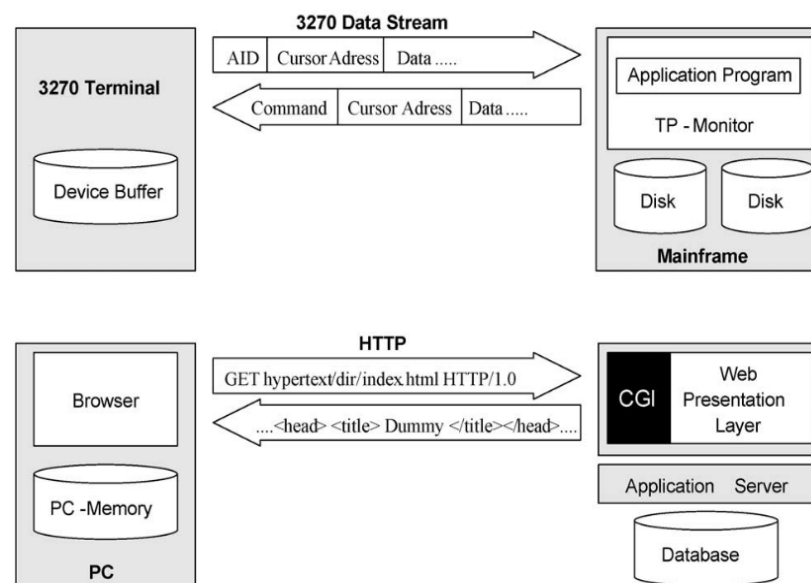 3270 Data Stream
3270 Terminal
Device Buffer
AID Cursor Adress Data .....
Command Cursor Adress Data .....
Application Program
TP - Monitor
Disk Disk
Mainframe
HTTP
Browser
PC -Memory
PC
GET hypertext/dir/index.html HTTP/1.0
....<head> <title> Dummy </title></head>....
CGI
Web
Presentation
Layer
Application Server
Database